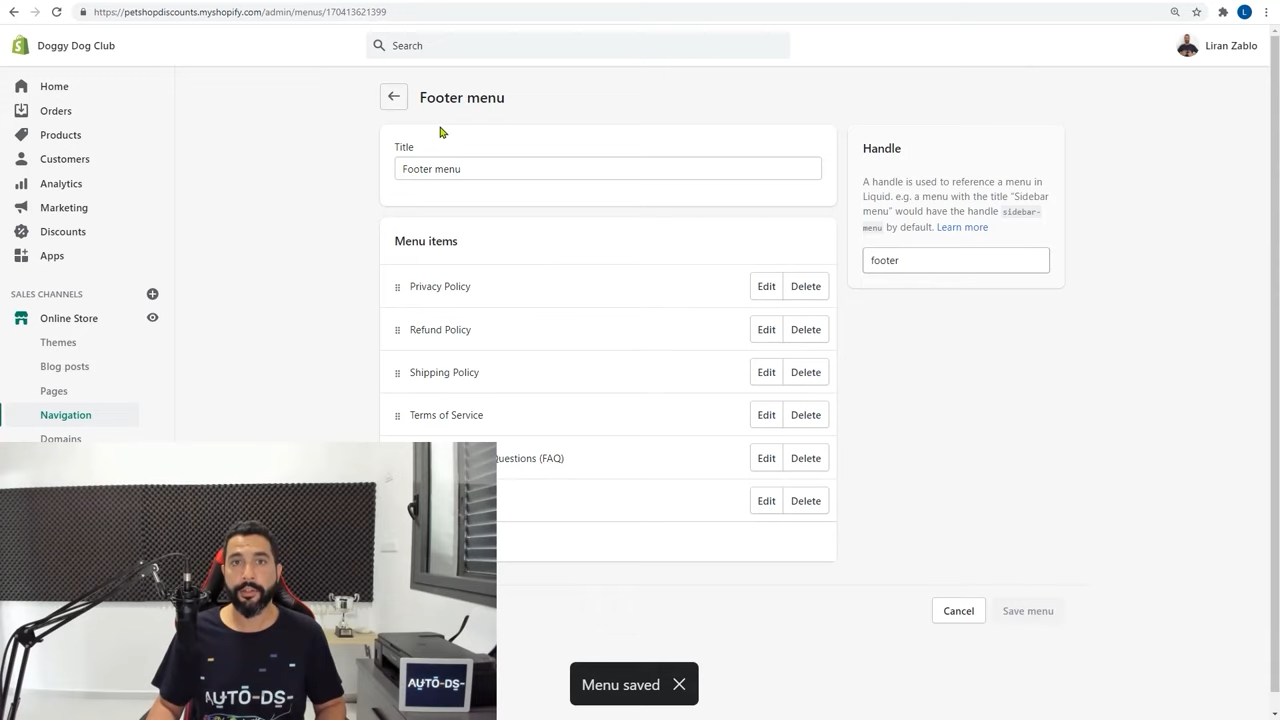 https://petshopdiscounts.myshopify.com/admin/menus/170413621399
L
Doggy Dog Club
Search
Liran Zablo
Home
Orders
Products
Customers
Analytics
Marketing
Discounts
Apps
SALES CHANNELS
Online Store
Themes
Blog posts
Pages
Navigation
Domains
Footer menu
Title
Footer menu
Menu items
Privacy Policy
Edit
Delete
Refund Policy
Edit
Delete
Shipping Policy
Edit
Delete
Terms of Service
Edit
Delete
Questions (FAQ)
Edit
Delete
Edit
Delete
Handle
A handle is used to reference a menu in
Liquid. e.g. a menu with the title "Sidebar
menu" would have the handle sidebar-
menu by default. Learn more
footer
Cancel
Save menu
Menu saved
AUTO-DS-
AUTO-DS-